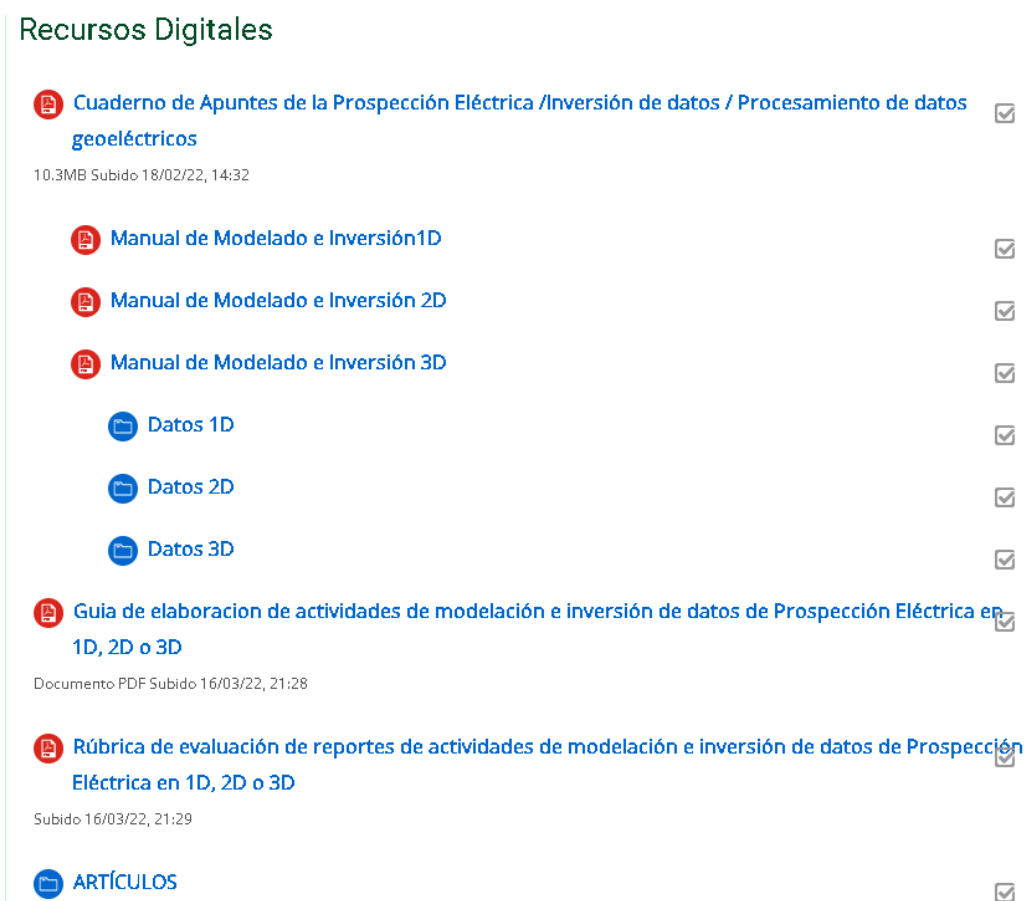 Recursos Digitales
Cuaderno de Apuntes de la Prospección Eléctrica /Inversión de datos / Procesamiento de datos
geoeléctricos
10.3MB Subido 18/02/22, 14:32
Manual de Modelado e Inversión1D
Manual de Modelado e Inversión 2D
Manual de Modelado e Inversión 3D
Datos 1D
Datos 2D
Datos 3D
Guia de elaboracion de actividades de modelación e inversión de datos de Prospección Eléctrica en
1D, 2D o 3D
Documento PDF Subido 16/03/22, 21:28
Rúbrica de evaluación de reportes de actividades de modelación e inversión de datos de Prospección
Eléctrica en 1D, 2D o 3D
Subido 16/03/22, 21:29
ARTÍCULOS